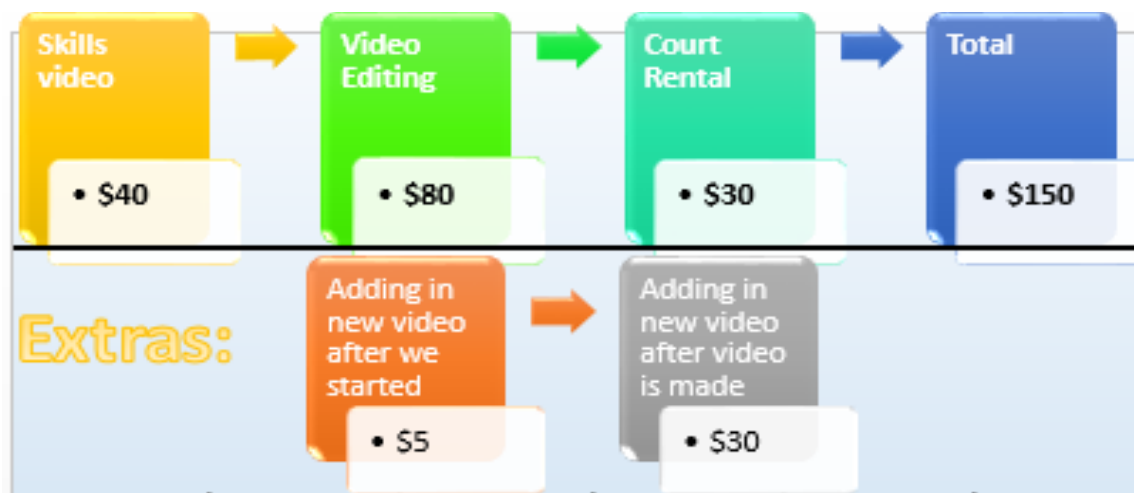 Skills
video
• $40
Video
Editing
• $80
Court
Rental
• $30
Total
• $150
Extras:
Adding in
new video
after we
started
• $5
Adding in
new video
after video
is made
• $30